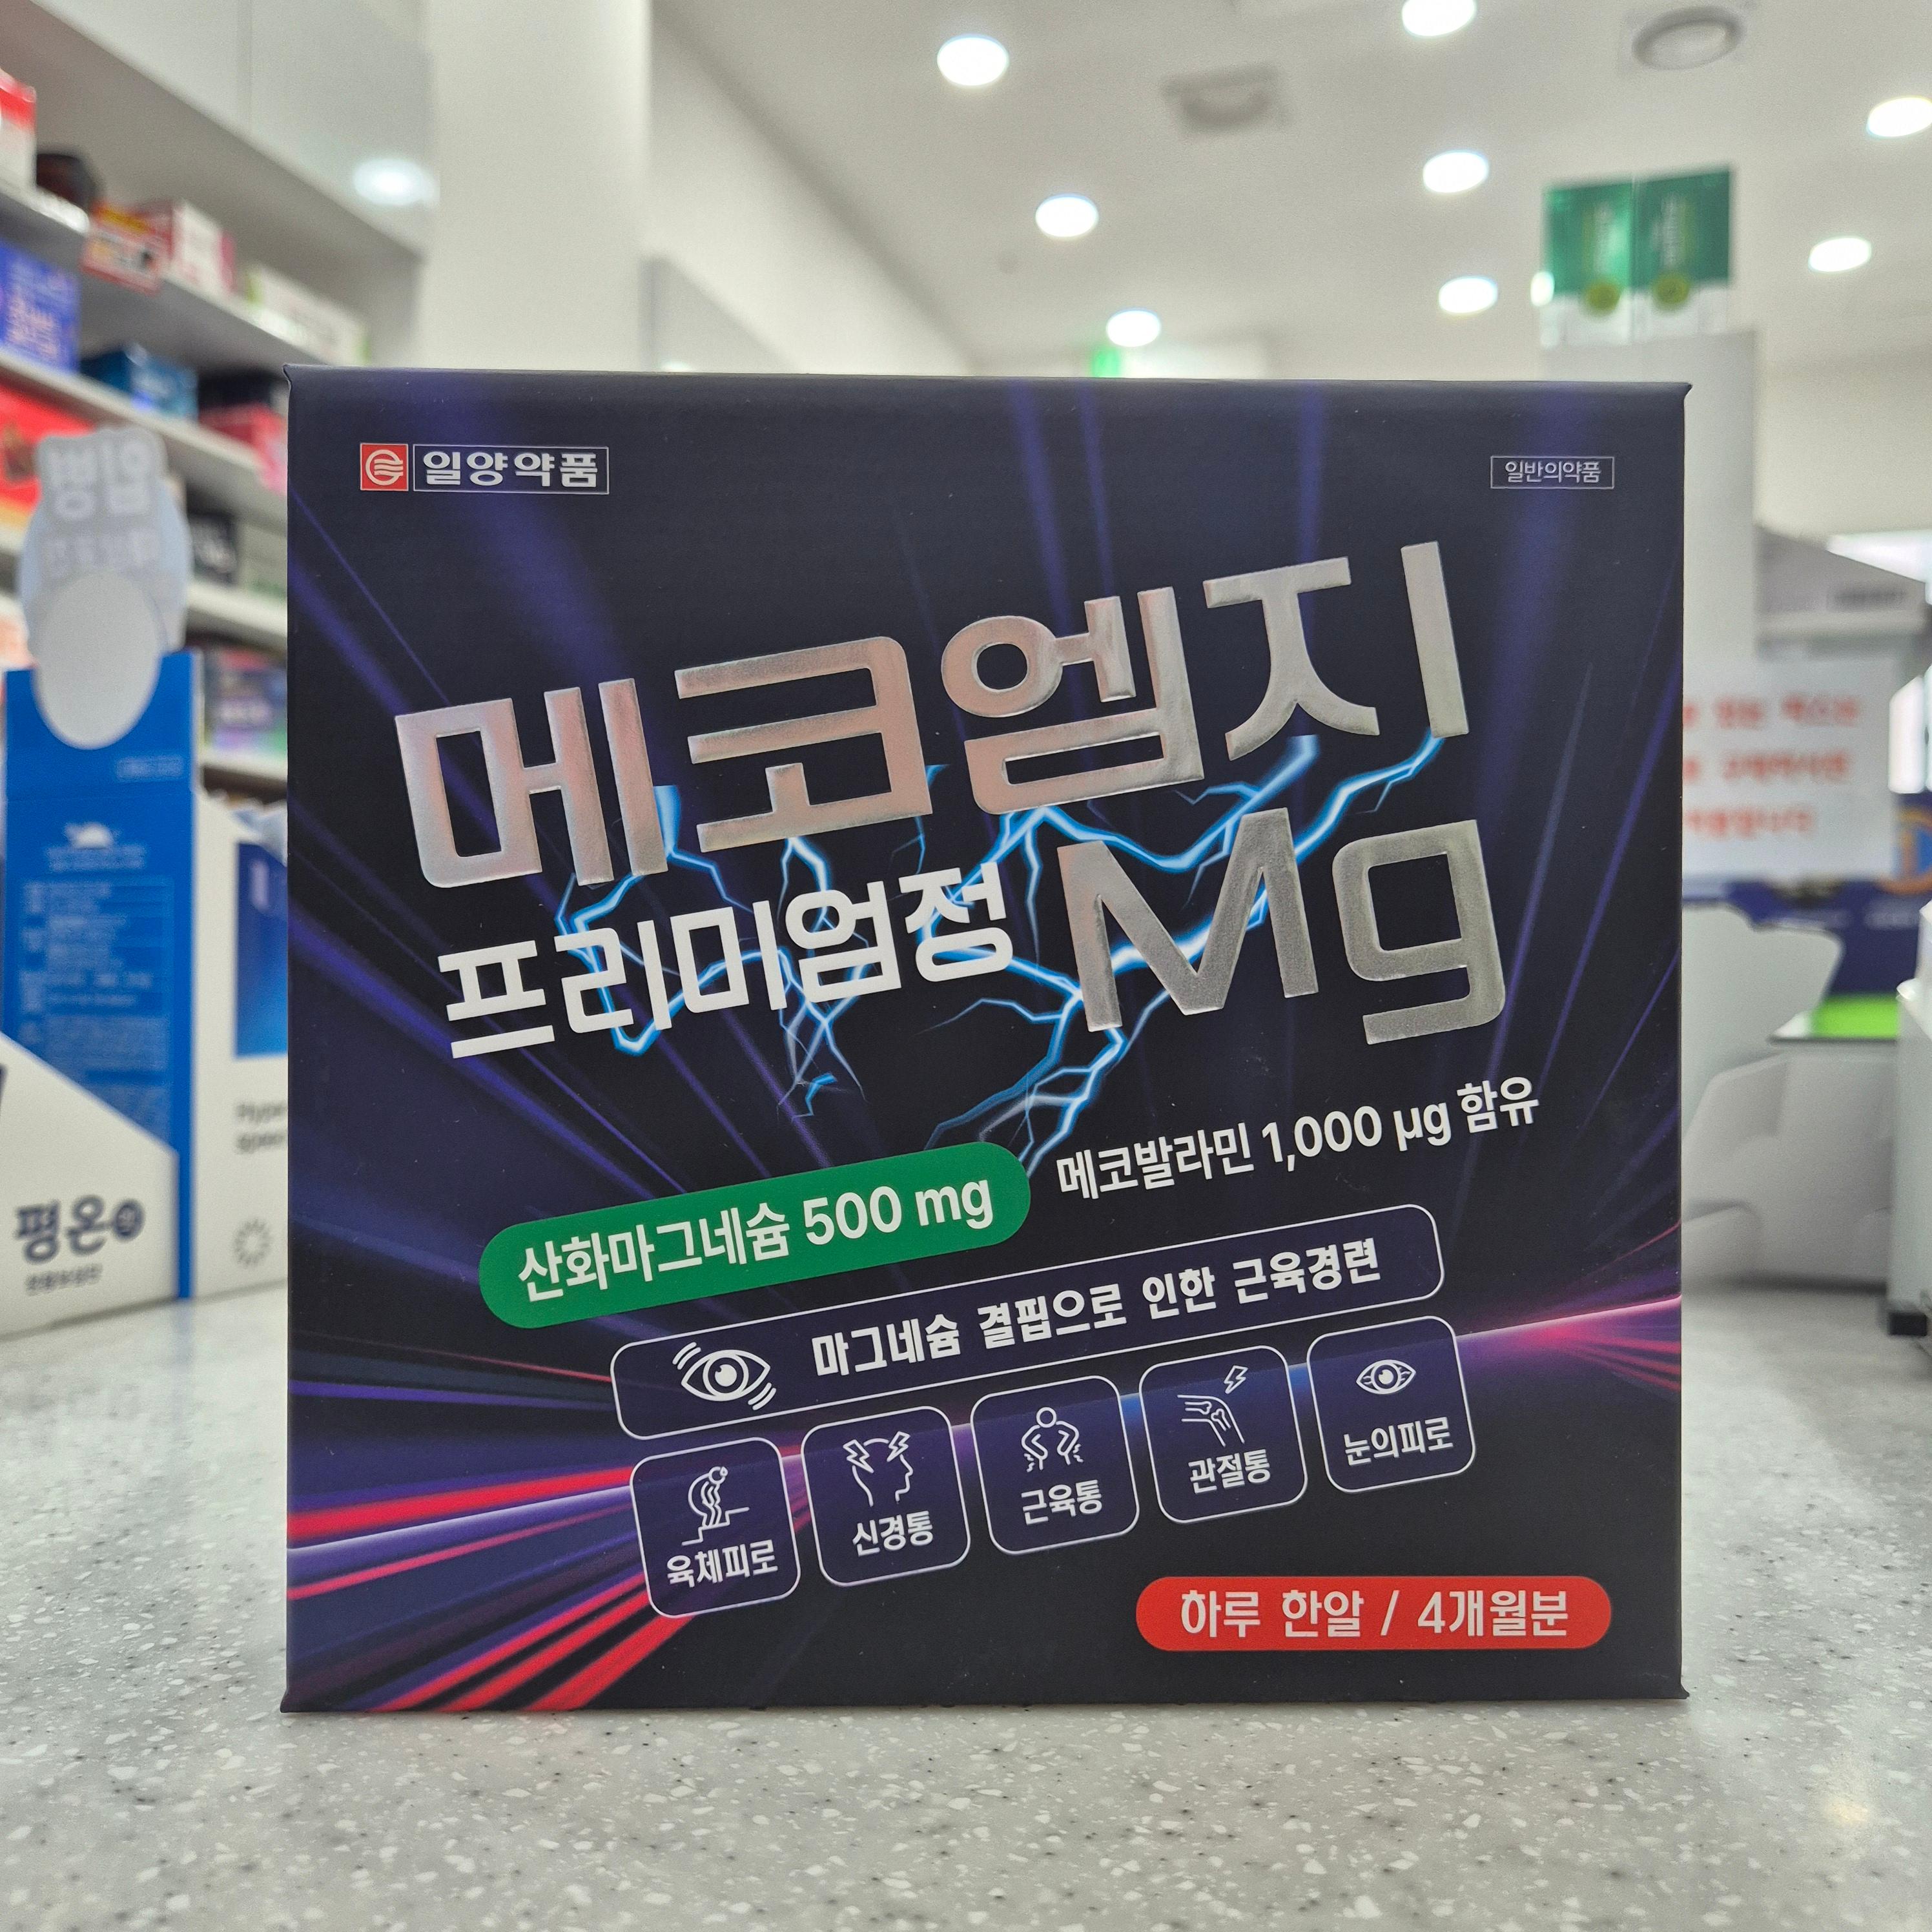 일양약품
일반의약품
메코엠지
프리미엄정 Mg
산화마그네슘 500 mg
메코발라민 1,000 μg 함유
마그네슘 결핍으로 인한 근육경련
육체피로
신경통
근육통
관절통
눈의피로
하루 한알 / 4개월분
평온